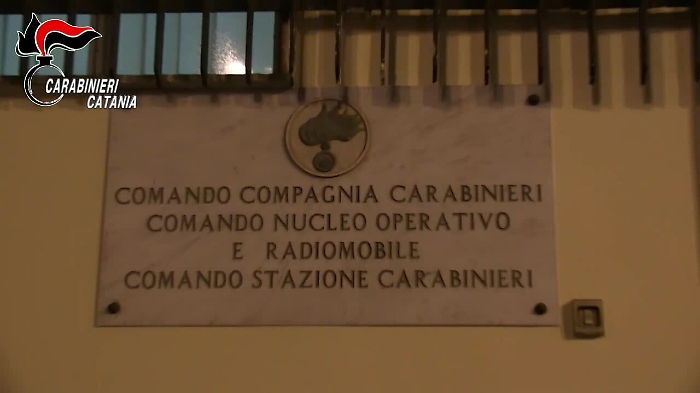 CARABINIERI
CATANIA
COMANDO COMPAGNIA CARABINIERI
COMANDO NUCLEO OPERATIVO
E RADIOMOBILE
COMANDO STAZIONE CARABINIERI